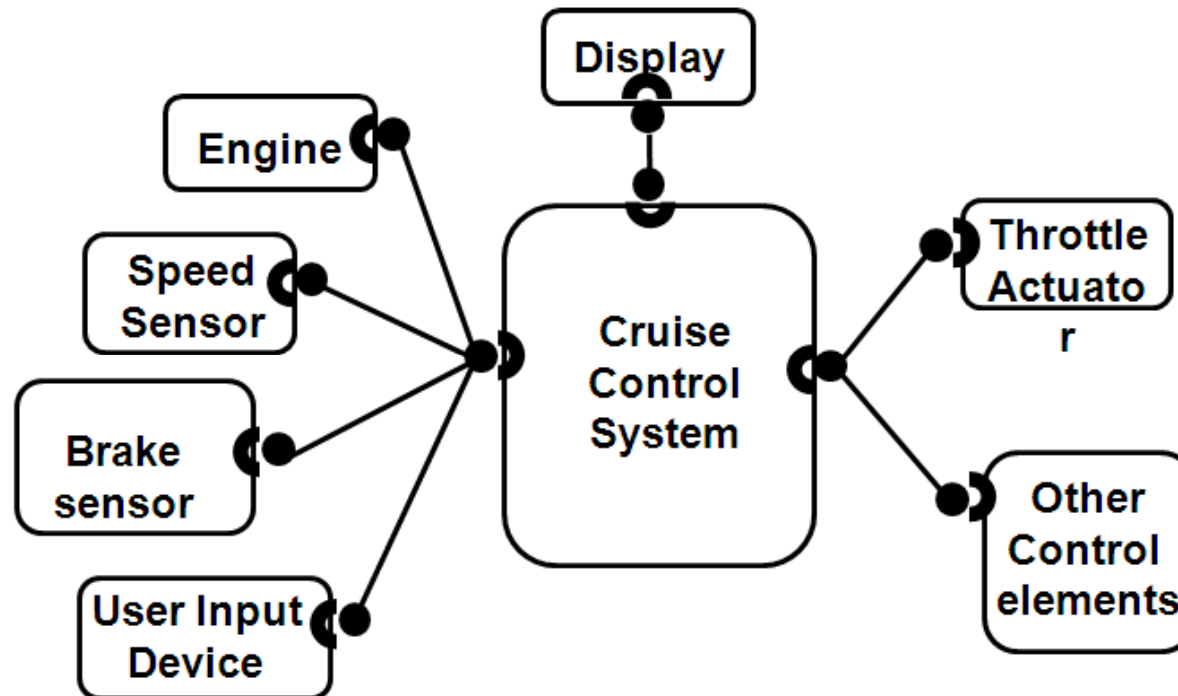 Display
Engine
Speed
Sensor
Brake
sensor
User Input
Device
Cruise
Control
System
Throttle
Actuato
r
Other
Control
elements